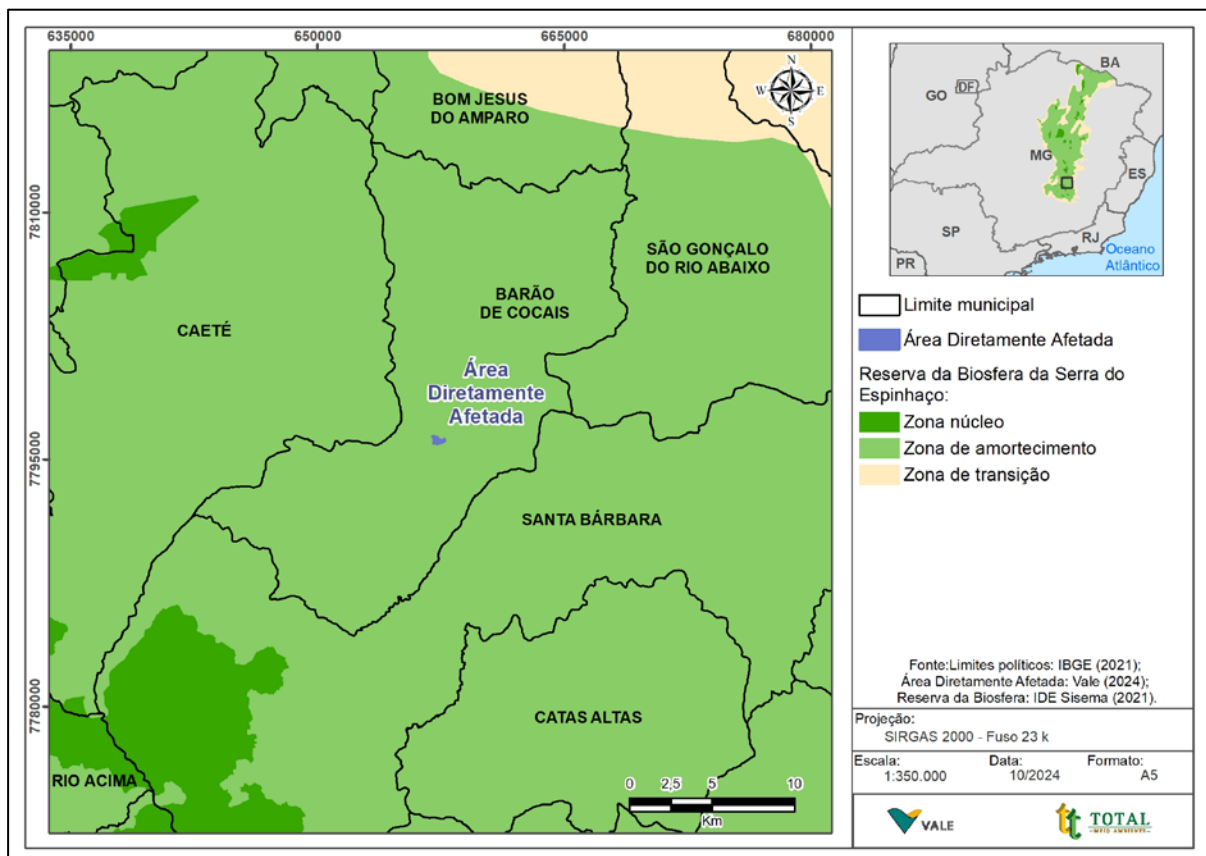 635000
650000
665000
680000
7810000
7795000
7780000
N
W
E
S
BOM JESUS
DO AMPARO
SÃO GONÇALO
DO RIO ABAIXO
BARÃO
DE COCAIS
CAETÉ
Área
Diretamente
Afetada
SANTA BÁRBARA
CATAS ALTAS
RIO ACIMA
0 2,5 5 10
Km
BA
GO
DF
MG
ES
SP
RJ
PR
Oceano
Atlântico
Limite municipal
Área Diretamente Afetada
Reserva da Biosfera da Serra do
Espinhaço:
Zona núcleo
Zona de amortecimento
Zona de transição
Fonte:Limites políticos: IBGE (2021);
Área Diretamente Afetada: Vale (2024);
Reserva da Biosfera: IDE Sisema (2021).
Projeção:
SIRGAS 2000 - Fuso 23 k
Escala:
1:350.000
Data:
10/2024
Formato:
A5
VALE
tt TOTAL
MEIO AMBIENTE